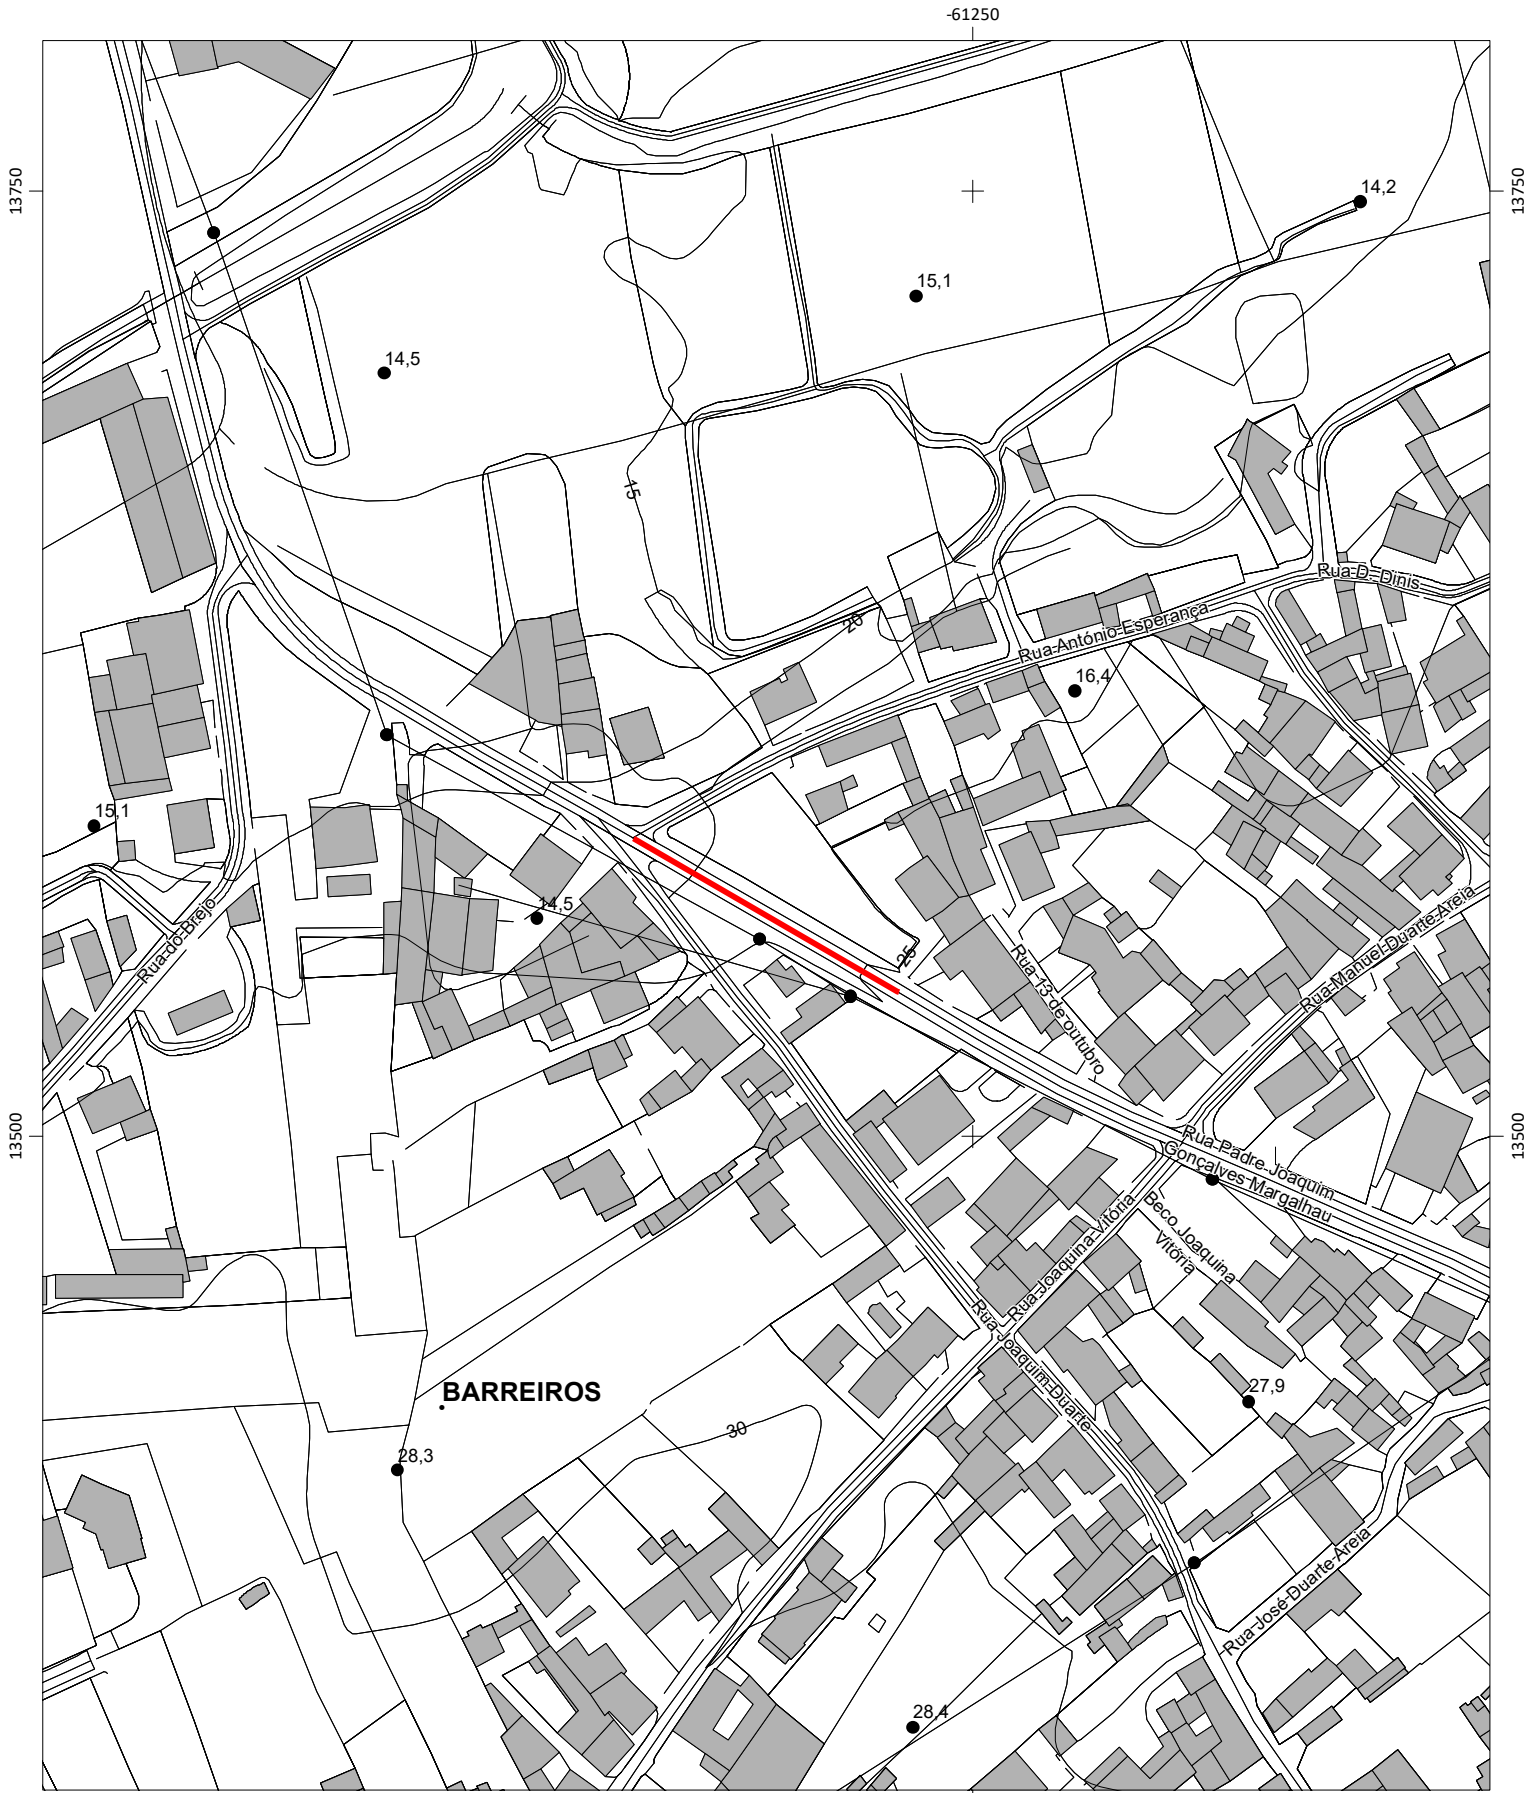 -61250
13750
13750
14,2
15,1
14,5
15
Rua D. Dinis
20
Rua António Esperança
16,4
15,1
14,5
Rua do Brejo
25
Rua 13 de outubro
Rua Manuel Duarte Areia
13500
13500
Rua Padre Joaquim
Gonçalves Margalhau
Rua Joaquina Vitória
Beco Joaquina
Vitória
Rua Joaquim Duarte
BARREIROS
27,9
30
28,3
Rua José Duarte Areia
28,4